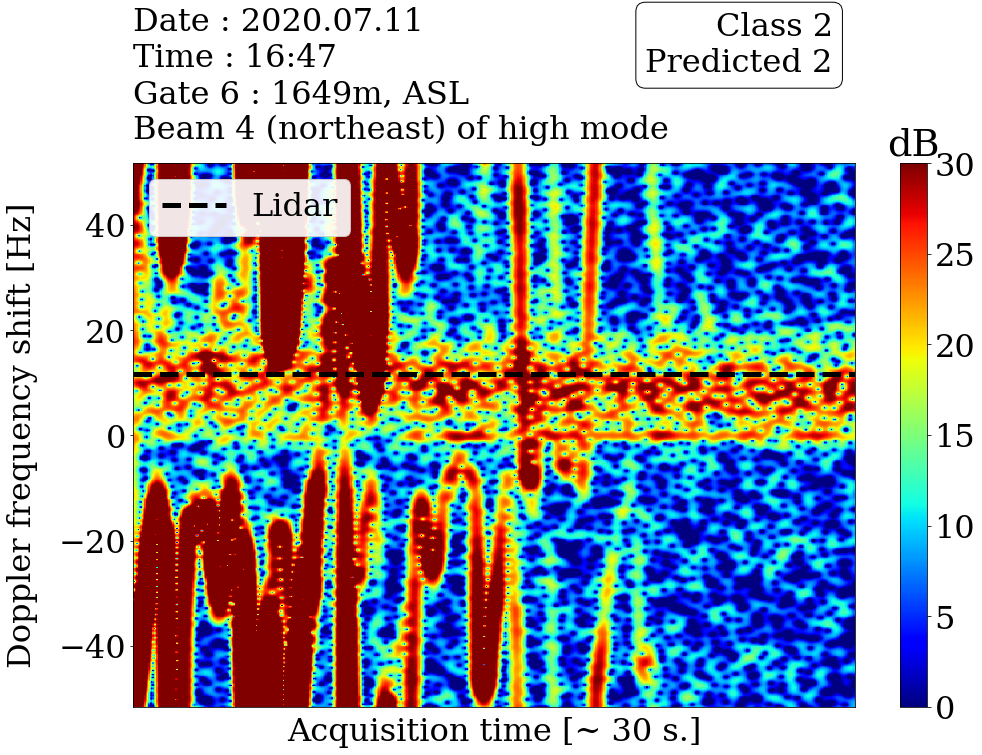 Date : 2020.07.11
Time : 16:47
Gate 6 : 1649m, ASL
Beam 4 (northeast) of high mode
Class 2
Predicted 2
dB
Lidar
Doppler frequency shift [Hz]
40
20
0
−20
−40
Acquisition time [~ 30 s.]
30
25
20
15
10
5
0